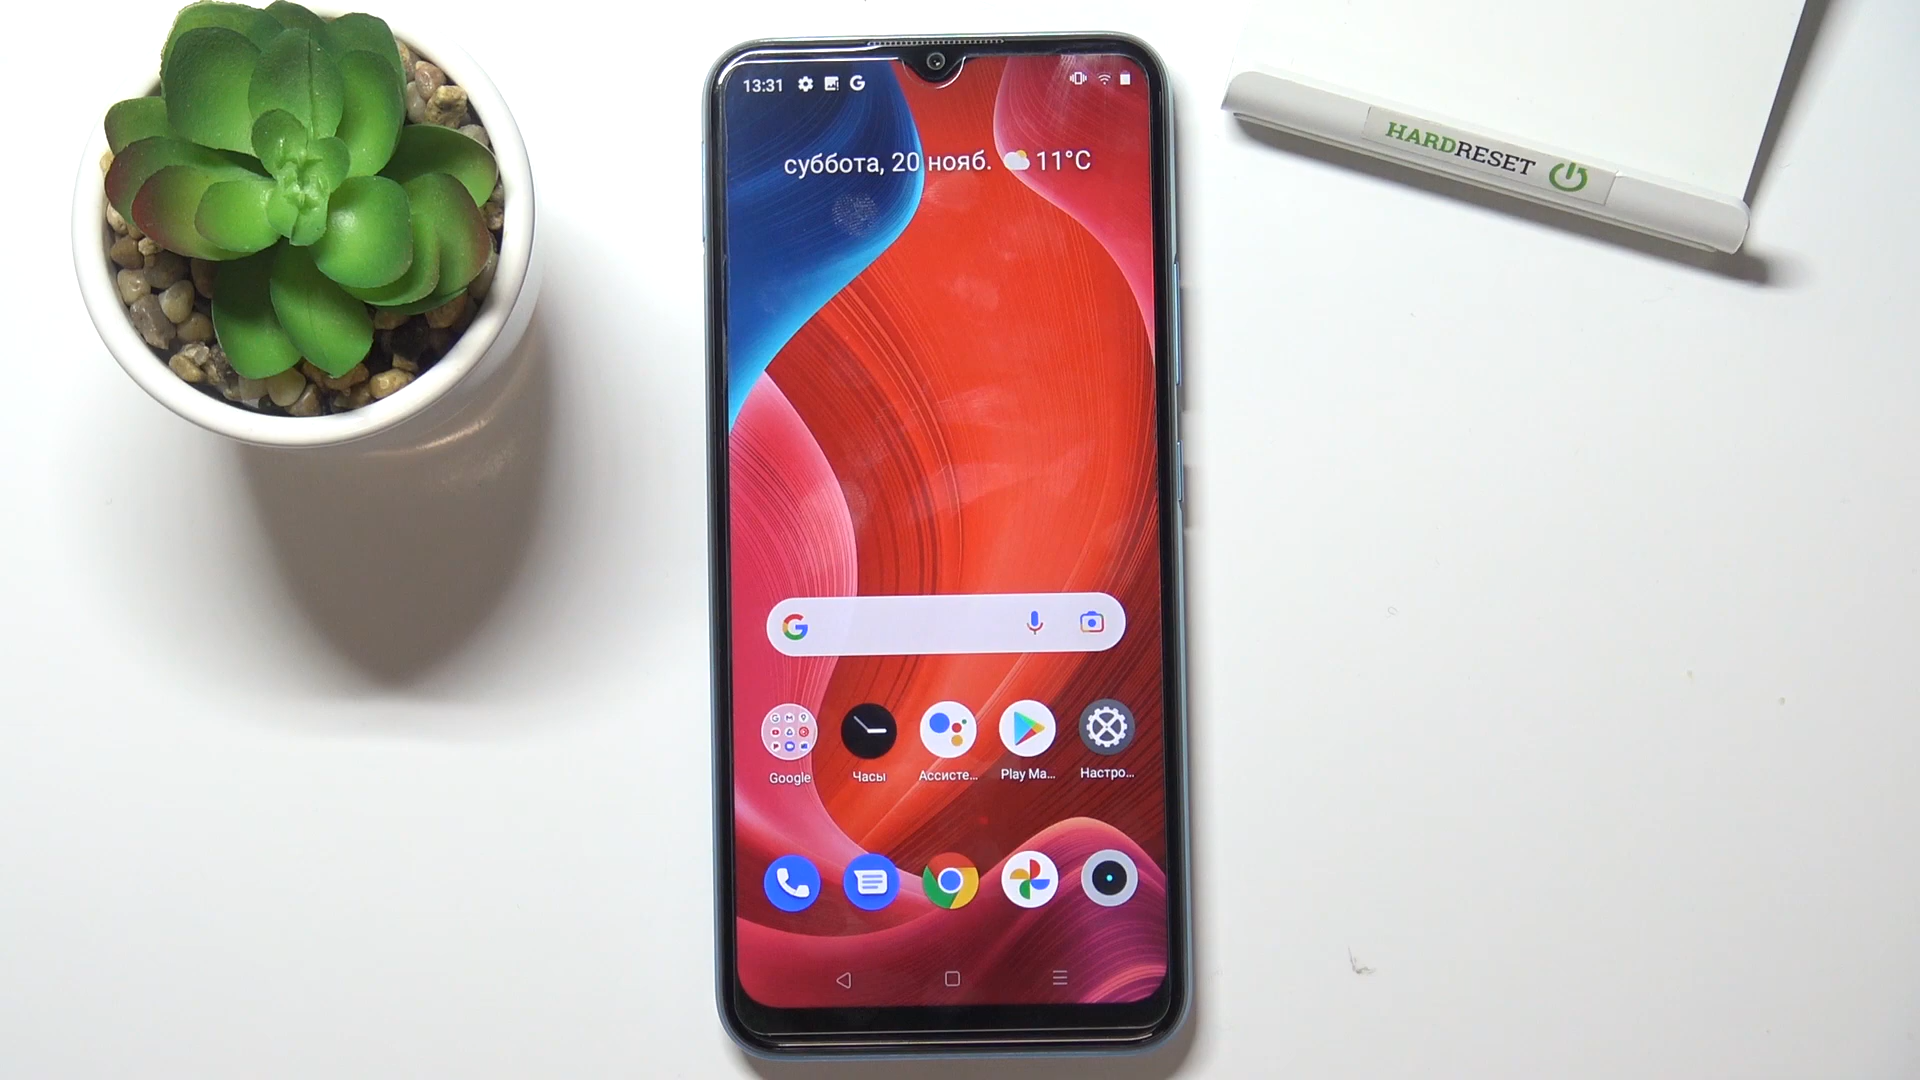 13:31
суббота, 20 нояб. 11°C
Google
Часы
Ассисте...
Play Ma...
Настро...
HARDRESET